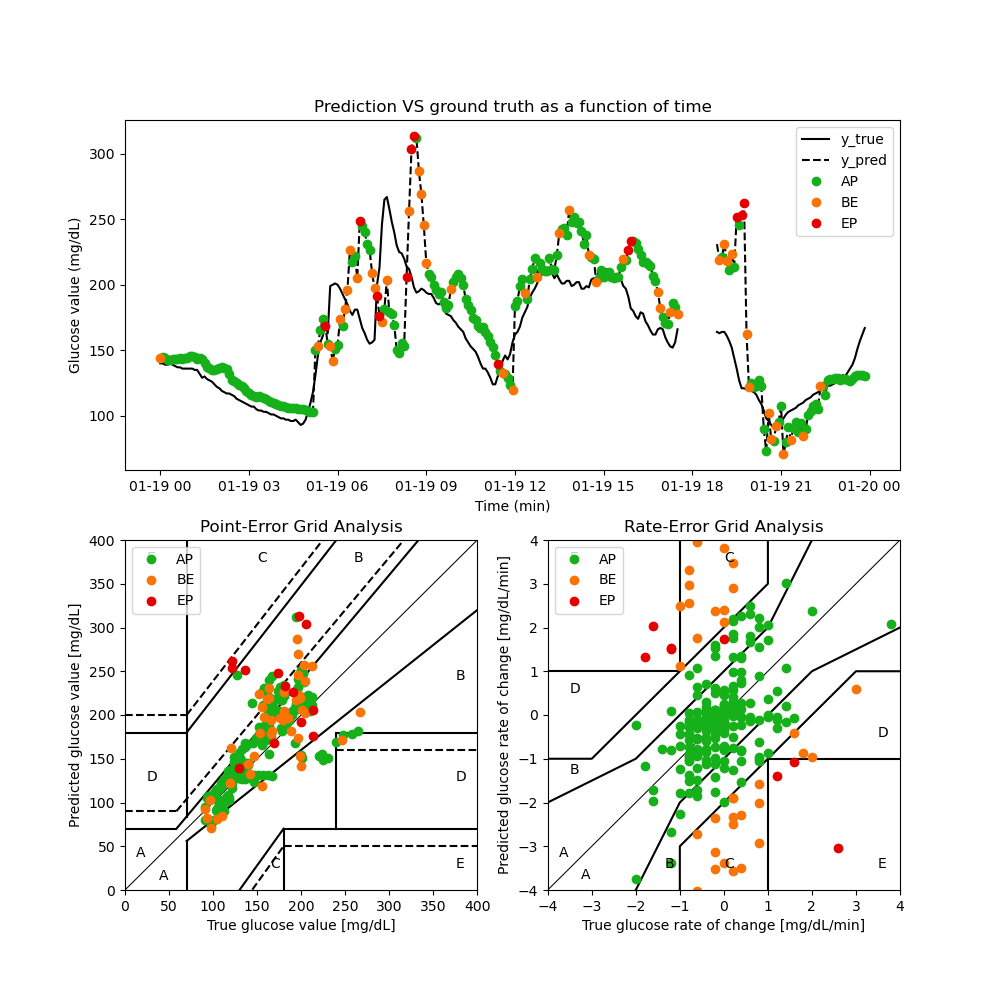 Prediction VS ground truth as a function of time
Glucose value (mg/dL)
300
250
200
150
100
y_true
y_pred
AP
BE
EP
01-19 00 01-19 03 01-19 06 01-19 09 01-19 12 01-19 15 01-19 18 01-19 21 01-20 00
Time (min)
Point-Error Grid Analysis
Predicted glucose value [mg/dL]
400
350
300
250
200
150
100
50
0
AP
BE
EP
C
B
B
D
D
A
A
C
E
0 50 100 150 200 250 300 350 400
True glucose value [mg/dL]
Rate-Error Grid Analysis
Predicted glucose rate of change [mg/dL/min]
4
3
2
1
0
−1
−2
−3
−4
AP
BE
EP
C
D
D
B
A
A
B
C
E
−4 −3 −2 −1 0 1 2 3 4
True glucose rate of change [mg/dL/min]